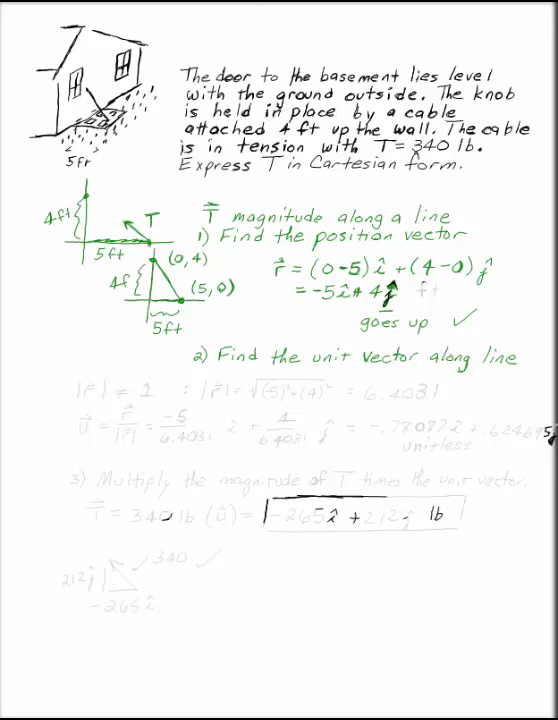 The door to the basement lies level
with the ground outside. The knob
is held in place by a cable
attached 4 ft up the wall. The cable
is in tension with T = 340 lb.
Express T in Cartesian form.
5ft
4ft
T
5ft
T⃗ magnitude along a line
1) Find the position vector
(0,4)
4f
(5,0)
5ft
r⃗ = (0-5) î + (4-0) ĵ
= -5î + 4ĵ ft
goes up ✓
2) Find the unit vector along line
|r⃗| ≠ 1 : |r⃗| = √(5)²+(4)² = 6.4031
u⃗ = r⃗/|r⃗| = -5/6.4031 î + 4/6.4031 ĵ = -.78087î + .624695ĵ
unitless
3) Multiply the magnitude of T times the unit vector.
T⃗ = 340 lb (u⃗) = -265î + 212ĵ lb
340 ✓
212ĵ
-265î